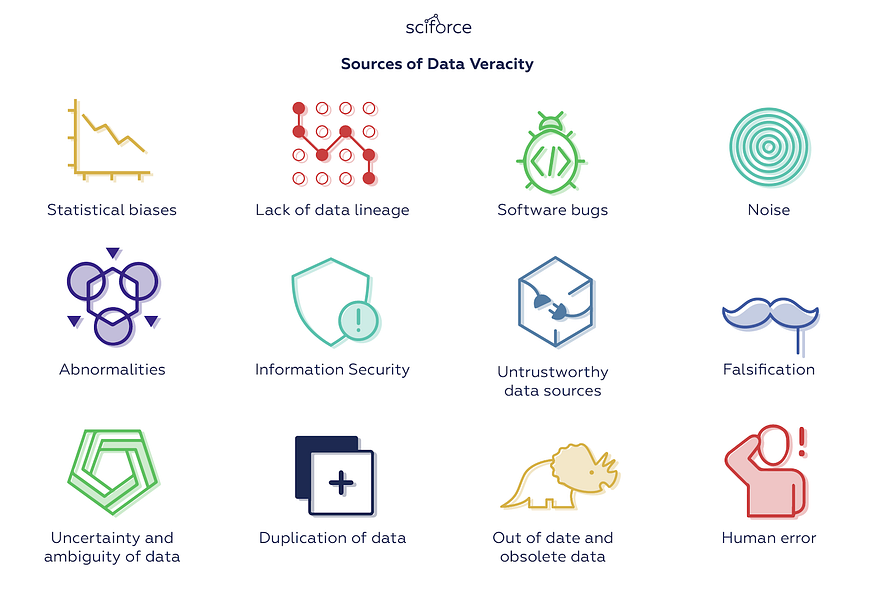 sciforce
Sources of Data Veracity
Statistical biases
Lack of data lineage
Software bugs
Noise
Abnormalities
Information Security
Untrustworthy
data sources
Falsification
Uncertainty and
ambiguity of data
Duplication of data
Out of date and
obsolete data
Human error